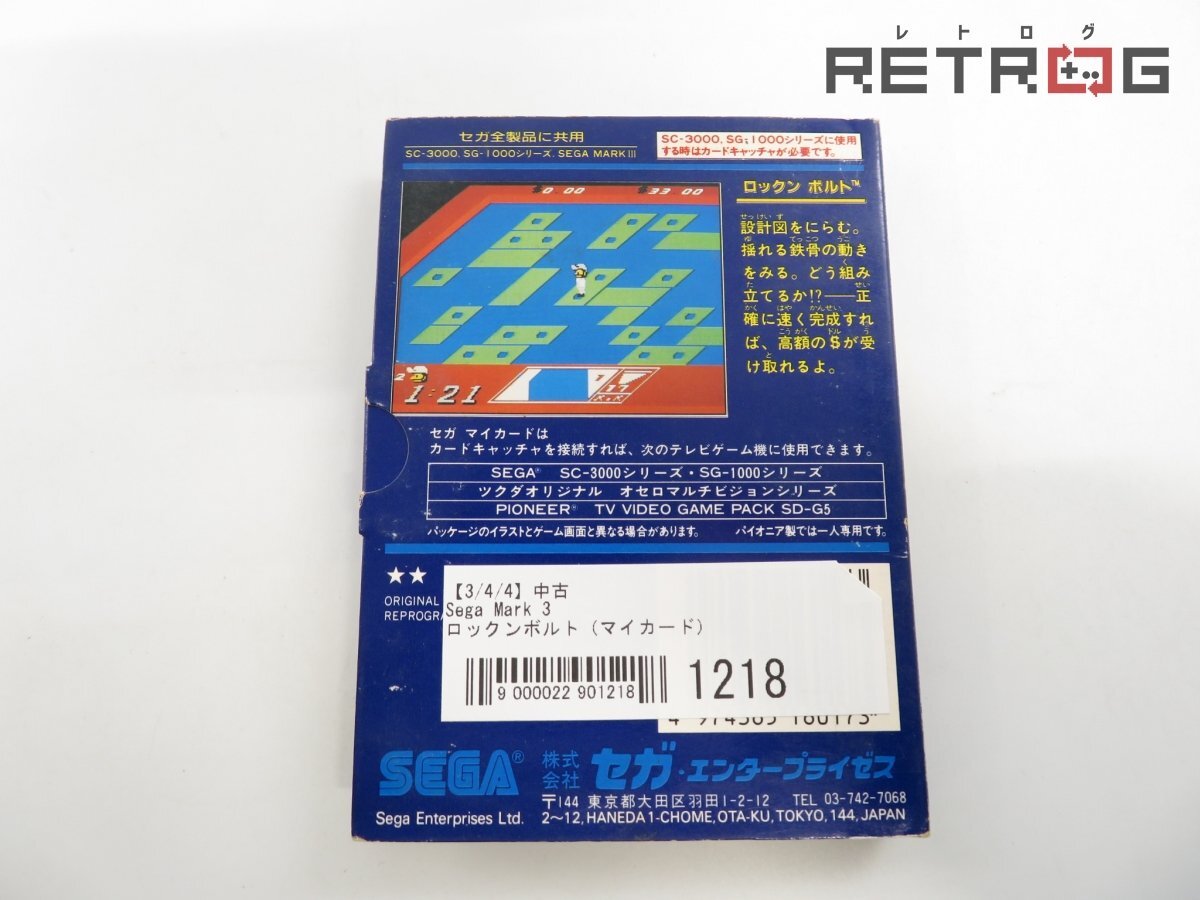 レトログ
RETROG
セガ全製品に共用
SC-3000, SG-1000シリーズ, SEGA MARK III
SC-3000, SG-1000シリーズに使用
する時はカードキャッチャが必要です。
$0 00 $33 00
ロックン ボルト™
設計図をにらむ。
揺れる鉄骨の動き
をみる。どう組み
立てるか!?——正
確に速く完成すれ
ば、高額の$が受
け取れるよ。
2
1:21
1
17
セガ マイカードは
カードキャッチャを接続すれば、次のテレビゲーム機に使用できます。
SEGA® SC-3000シリーズ・SG-1000シリーズ
ツクダオリジナル オセロマルチビジョンシリーズ
PIONEER® TV VIDEO GAME PACK SD-G5
パッケージのイラストとゲーム画面と異なる場合があります。 パイオニア製では一人専用です。
★★
ORIGINAL
REPROGRA
【3/4/4】中古
Sega Mark 3
ロックンボルト（マイカード）
9 000022 901218
1218
4 974365 160173
SEGA®
株式会社 セガ・エンタープライゼス
〒144 東京都大田区羽田1-2-12 TEL 03-742-7068
Sega Enterprises Ltd. 2～12, HANEDA 1-CHOME, OTA-KU, TOKYO, 144, JAPAN